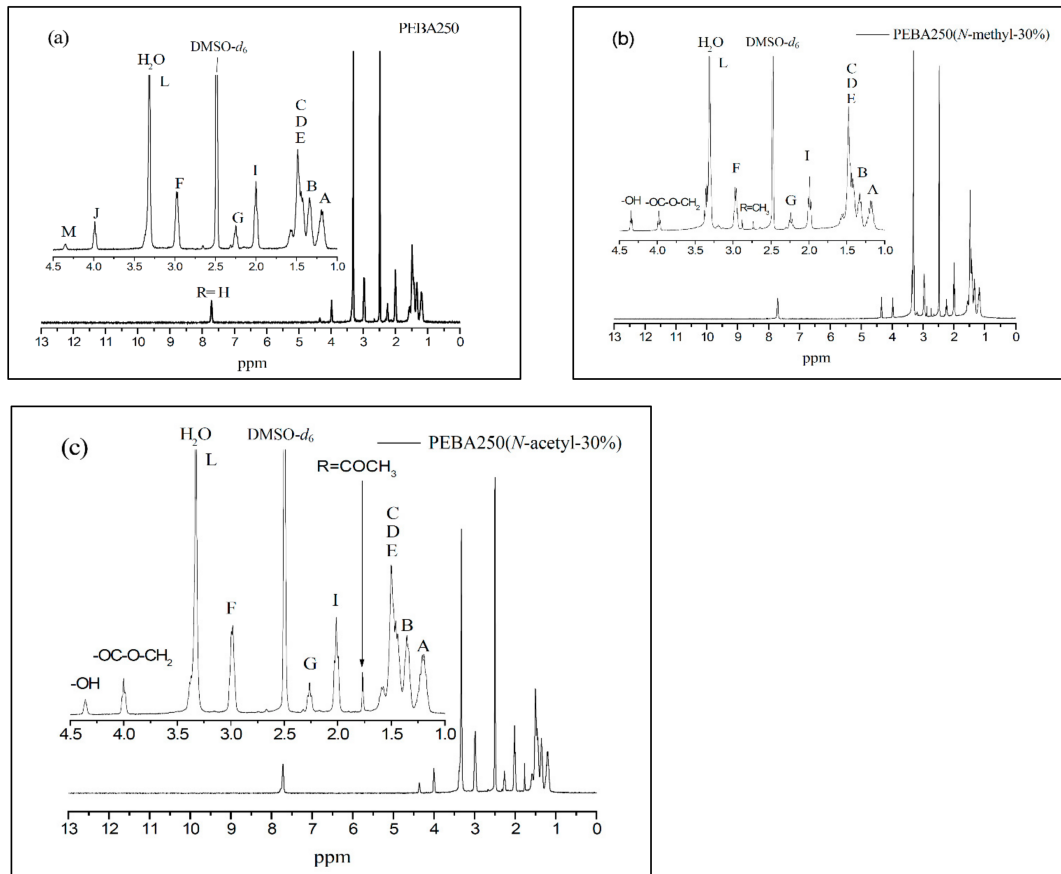 (a)
PEBA250
H₂O
L
DMSO-d₆
C
D
E
F
I
B
A
J
G
M
4.5 4.0 3.5 3.0 2.5 2.0 1.5 1.0
R= H
13 12 11 10 9 8 7 6 5 4 3 2 1 0
ppm
(b)
PEBA250(N-methyl-30%)
H₂O
L
DMSO-d₆
C
D
E
F
I
B
A
-OH
-OC-O-CH₂
R=CH₃
G
4.5 4.0 3.5 3.0 2.5 2.0 1.5 1.0
13 12 11 10 9 8 7 6 5 4 3 2 1 0
ppm
(c)
H₂O
L
DMSO-d₆
PEBA250(N-acetyl-30%)
R=COCH₃
C
D
E
F
I
B
A
-OC-O-CH₂
-OH
G
4.5 4.0 3.5 3.0 2.5 2.0 1.5 1.0
13 12 11 10 9 8 7 6 5 4 3 2 1 0
ppm